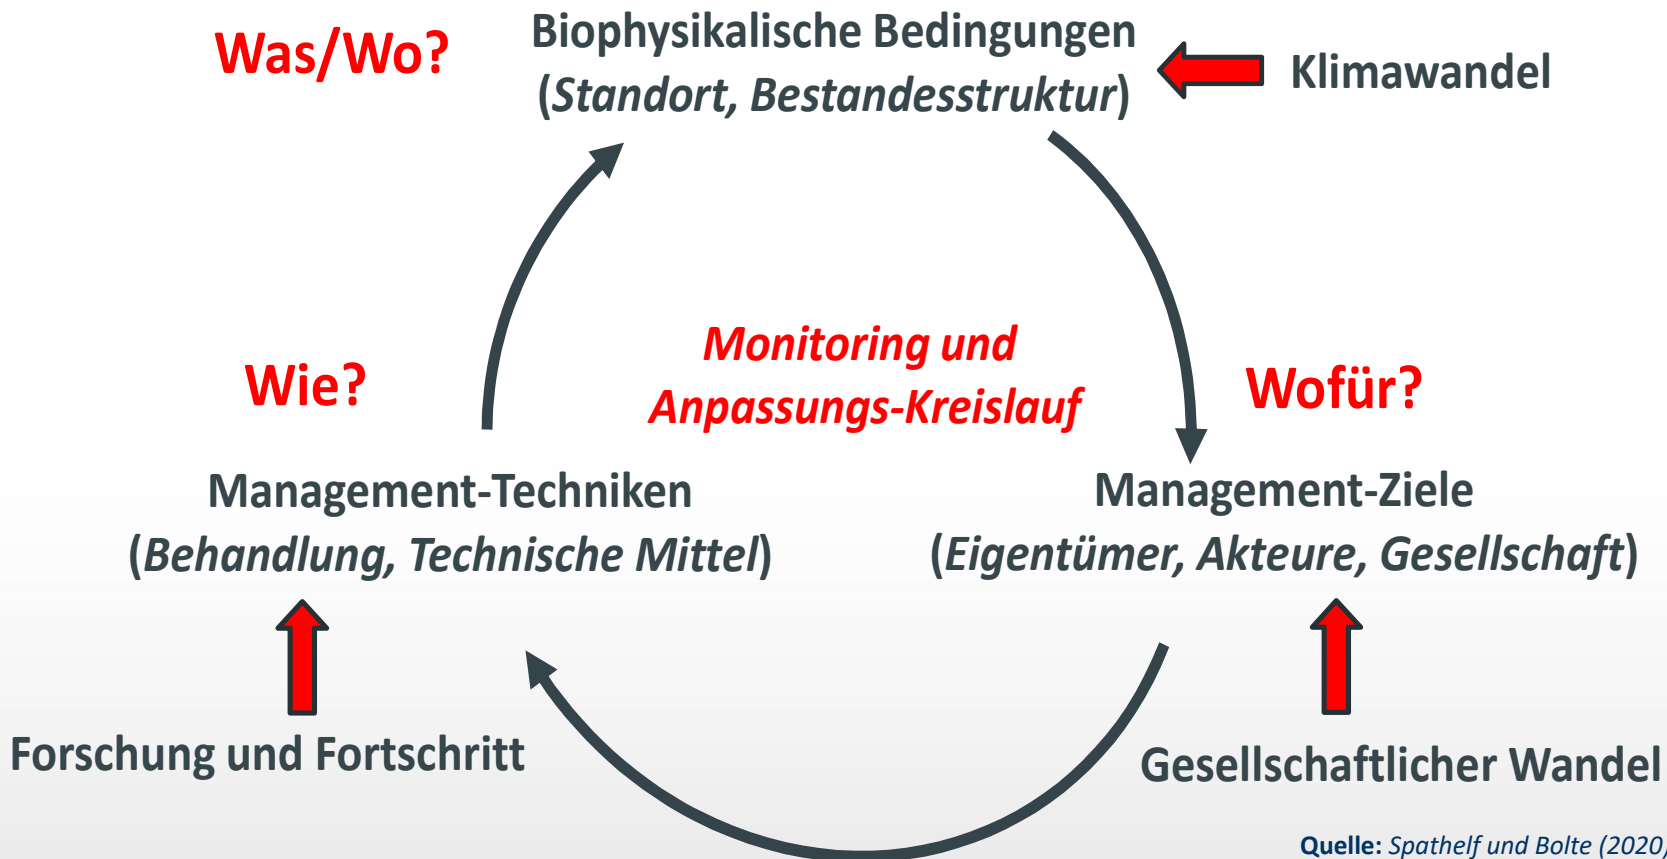 Was/Wo?
Biophysikalische Bedingungen
(Standort, Bestandesstruktur)
Klimawandel
Monitoring und
Anpassungs-Kreislauf
Wie?
Wofür?
Management-Techniken
(Behandlung, Technische Mittel)
Management-Ziele
(Eigentümer, Akteure, Gesellschaft)
Forschung und Fortschritt
Gesellschaftlicher Wandel
Quelle: Spathelf und Bolte (2020)